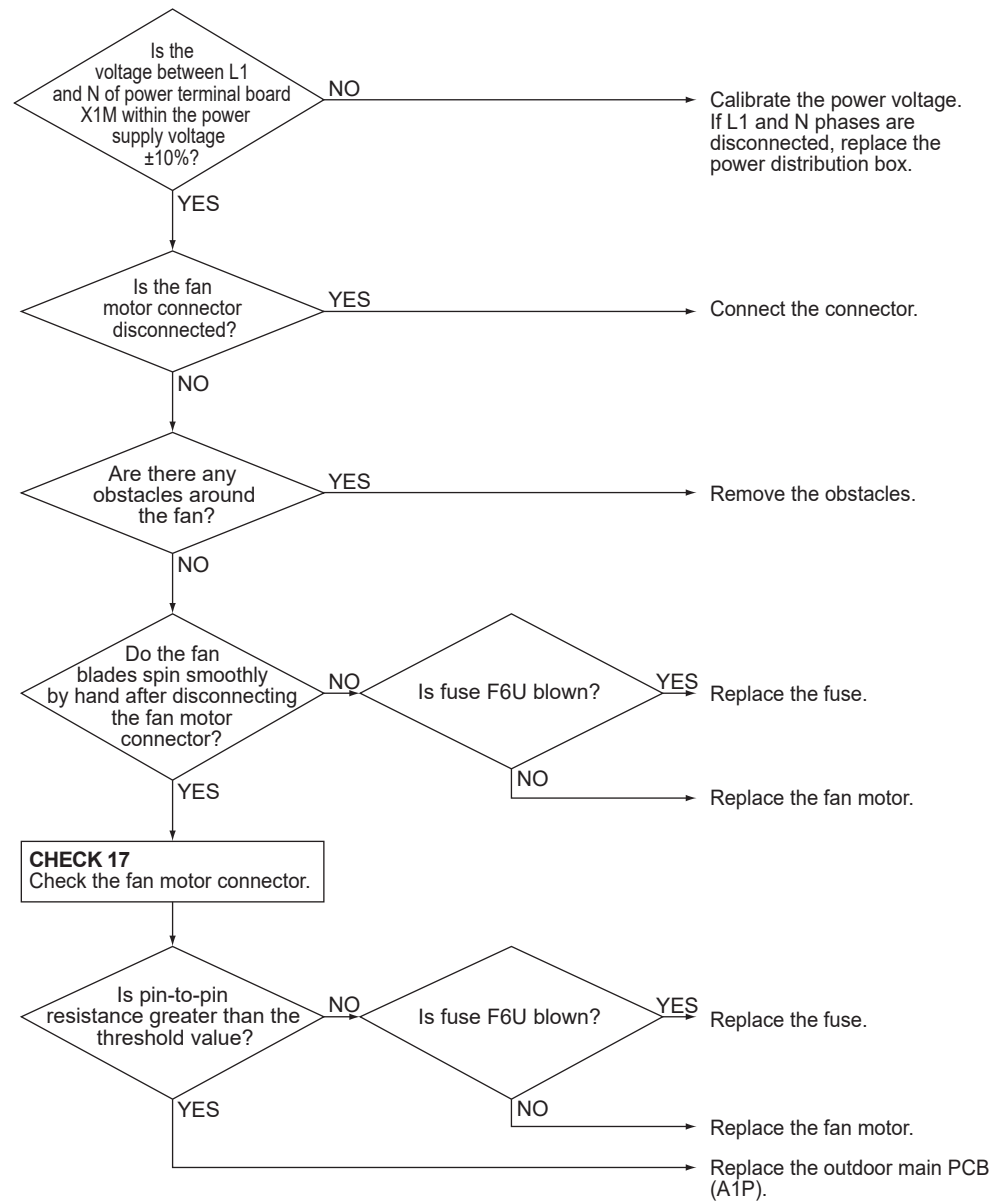 Is the
voltage between L1
and N of power terminal board
X1M within the power
supply voltage
±10%?
NO
Calibrate the power voltage.
If L1 and N phases are
disconnected, replace the
power distribution box.
YES
Is the fan
motor connector
disconnected?
YES
Connect the connector.
NO
Are there any
obstacles around
the fan?
YES
Remove the obstacles.
NO
Do the fan
blades spin smoothly
by hand after disconnecting
the fan motor
connector?
NO
Is fuse F6U blown?
YES
Replace the fuse.
NO
Replace the fan motor.
YES
CHECK 17
Check the fan motor connector.
Is pin-to-pin
resistance greater than the
threshold value?
NO
Is fuse F6U blown?
YES
Replace the fuse.
NO
Replace the fan motor.
YES
Replace the outdoor main PCB
(A1P).